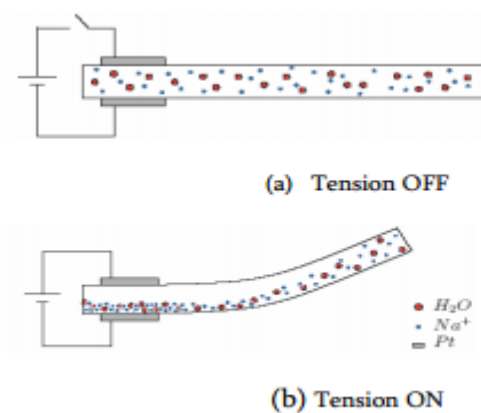 (a) Tension OFF
H₂O
Na⁺
Pt
(b) Tension ON